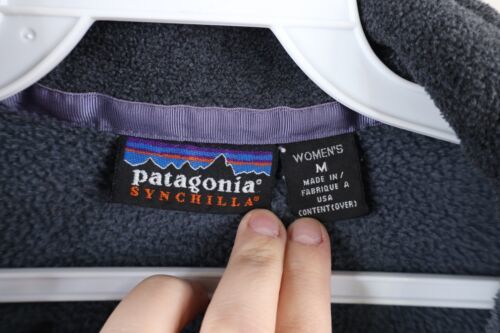 patagonia®
SYNCHILLA®
WOMEN'S
M
MADE IN/
FABRIQUE A
USA
CONTENT(OVER)